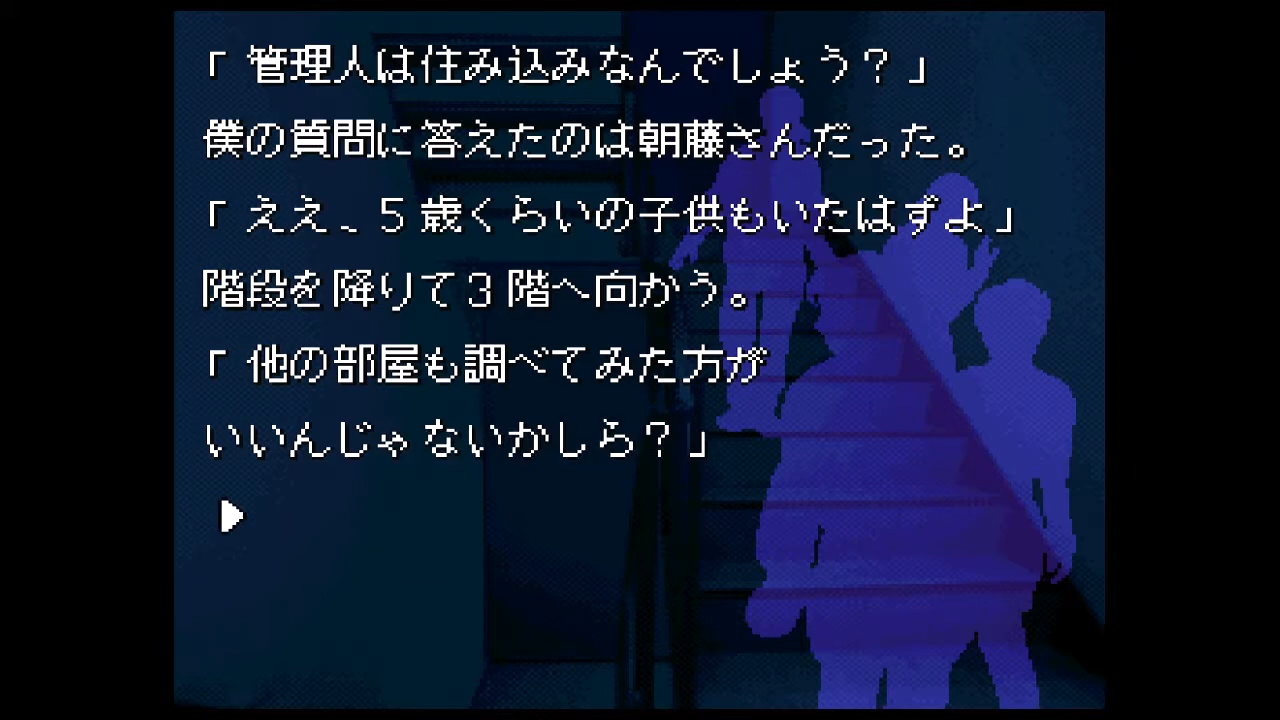 「管理人は住み込みなんでしょう？」
僕の質問に答えたのは朝藤さんだった。
「ええ、５歳くらいの子供もいたはずよ」
階段を降りて３階へ向かう。
「他の部屋も調べてみた方が
いいんじゃないかしら？」